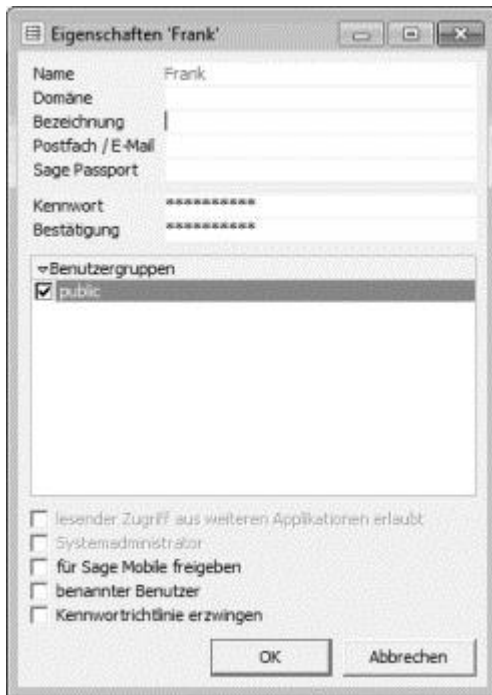 Eigenschaften 'Frank'
Name Frank
Domäne
Bezeichnung
Postfach / E-Mail
Sage Passport
Kennwort **********
Bestätigung **********
Benutzergruppen
public
lesender Zugriff aus weiteren Applikationen erlaubt
Systemadministrator
für Sage Mobile freigeben
benannter Benutzer
Kennwortrichtlinie erzwingen
OK Abbrechen